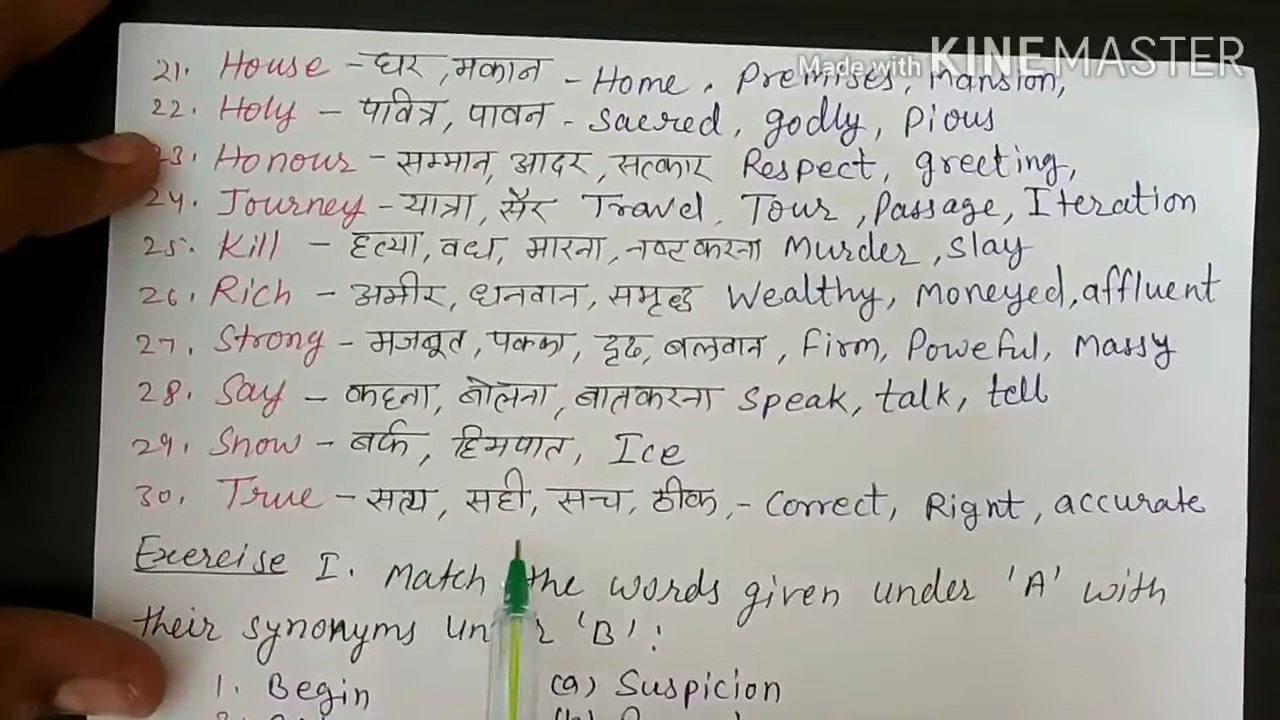 Made with KINEMASTER
21. House - घर, मकान - Home, Premises, Mansion,
22. Holy - पवित्र, पावन - Sacred, godly, Pious
23. Honour - सम्मान, आदर, सत्कार Respect, greeting,
24. Journey - यात्रा, सैर Travel, Tour, Passage, Iteration
25. Kill - हत्या, वध, मारना, नष्ट करना Murder, Slay
26. Rich - अमीर, धनवान, समृद्ध Wealthy, Moneyed, affluent
27. Strong - मजबूत, पक्का, दृढ, बलवान, Firm, Poweful, Massy
28. Say - कहना, बोलना, बातकरना Speak, talk, tell
29. Snow - बर्फ, हिमपात, Ice
30. True - सत्य, सही, सच, ठीक, - Correct, Right, accurate
Exercise I. Match the words given under 'A' with
their synonyms under 'B':
1. Begin (a) Suspicion